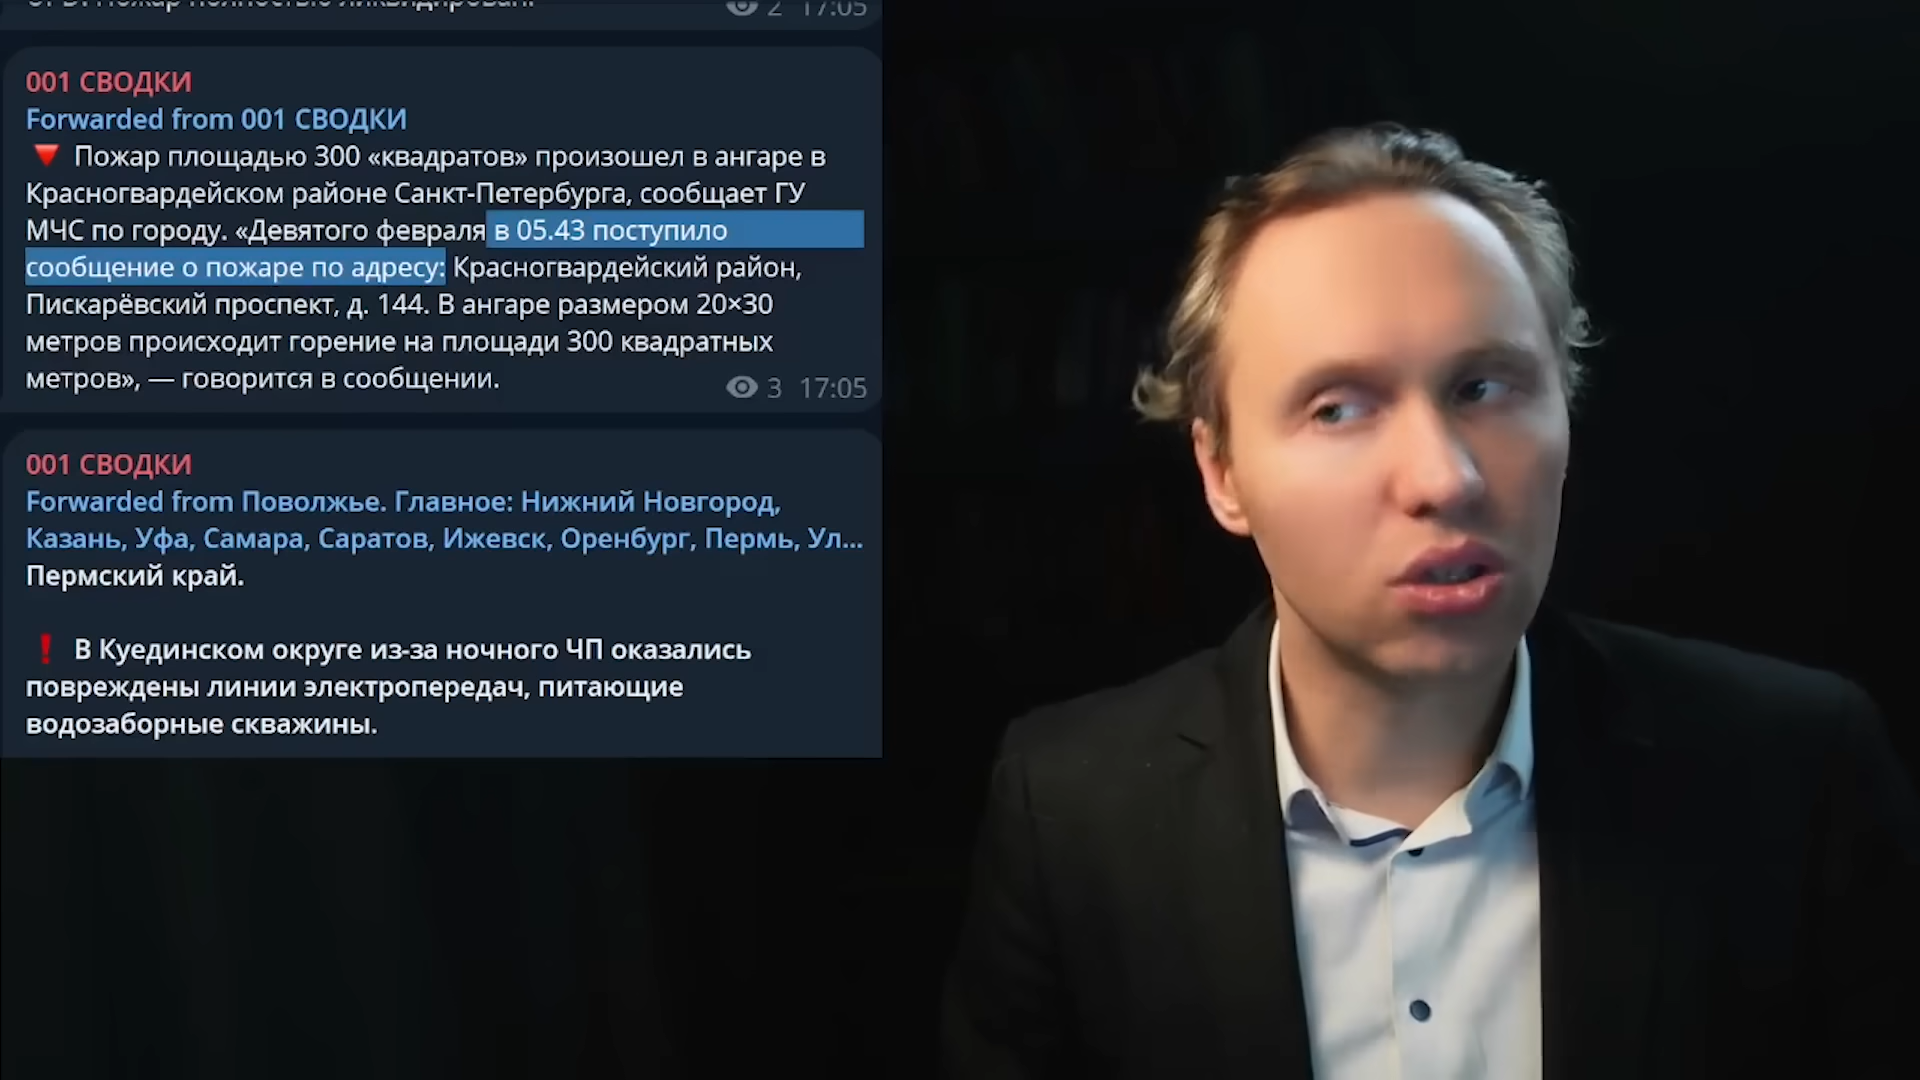 2 17:05
001 СВОДКИ
Forwarded from 001 СВОДКИ
Пожар площадью 300 «квадратов» произошел в ангаре в
Красногвардейском районе Санкт-Петербурга, сообщает ГУ
МЧС по городу. «Девятого февраля в 05.43 поступило
сообщение о пожаре по адресу: Красногвардейский район,
Пискарёвский проспект, д. 144. В ангаре размером 20×30
метров происходит горение на площади 300 квадратных
метров», — говорится в сообщении.
3 17:05
001 СВОДКИ
Forwarded from Поволжье. Главное: Нижний Новгород,
Казань, Уфа, Самара, Саратов, Ижевск, Оренбург, Пермь, Ул...
Пермский край.
❗ В Куединском округе из-за ночного ЧП оказались
повреждены линии электропередач, питающие
водозаборные скважины.